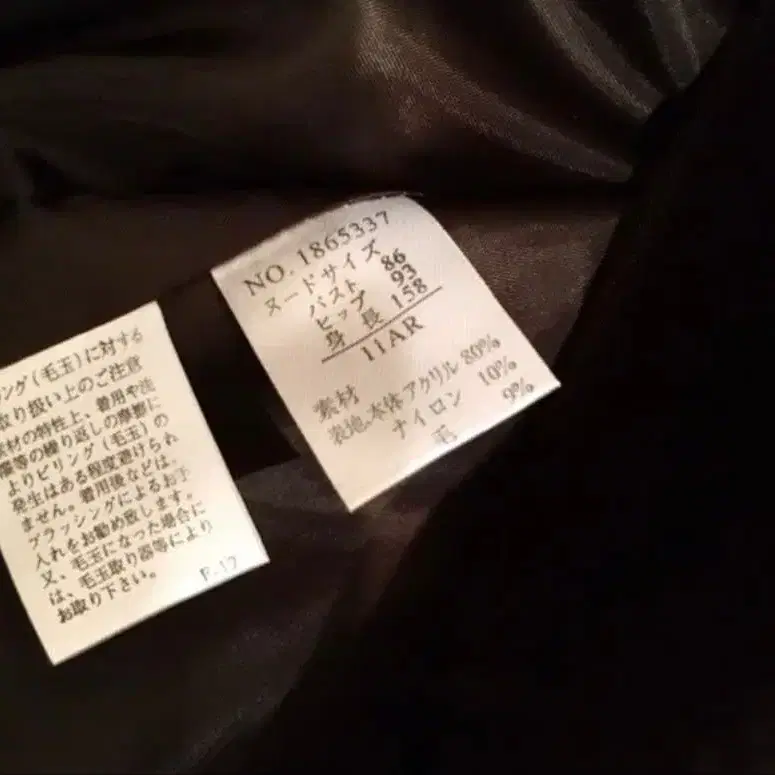 NO. 1865337
ヌードサイズ
バスト 86
ヒップ 93
身長 158
11AR
素材
表地・本体アクリル 80%
ナイロン 10%
毛 9%
リング(毛玉)に対する
取り扱い上のご注意
素材の特性上、着用や洗
濯等の繰り返しの摩擦に
よりピリング(毛玉)の
発生はある程度避けられ
ません。着用後などは、
ブラッシングによるお手
入れをお勧め致します。
又、毛玉になった場合に
は、毛玉取り器等により
お取り下さい。
P.17